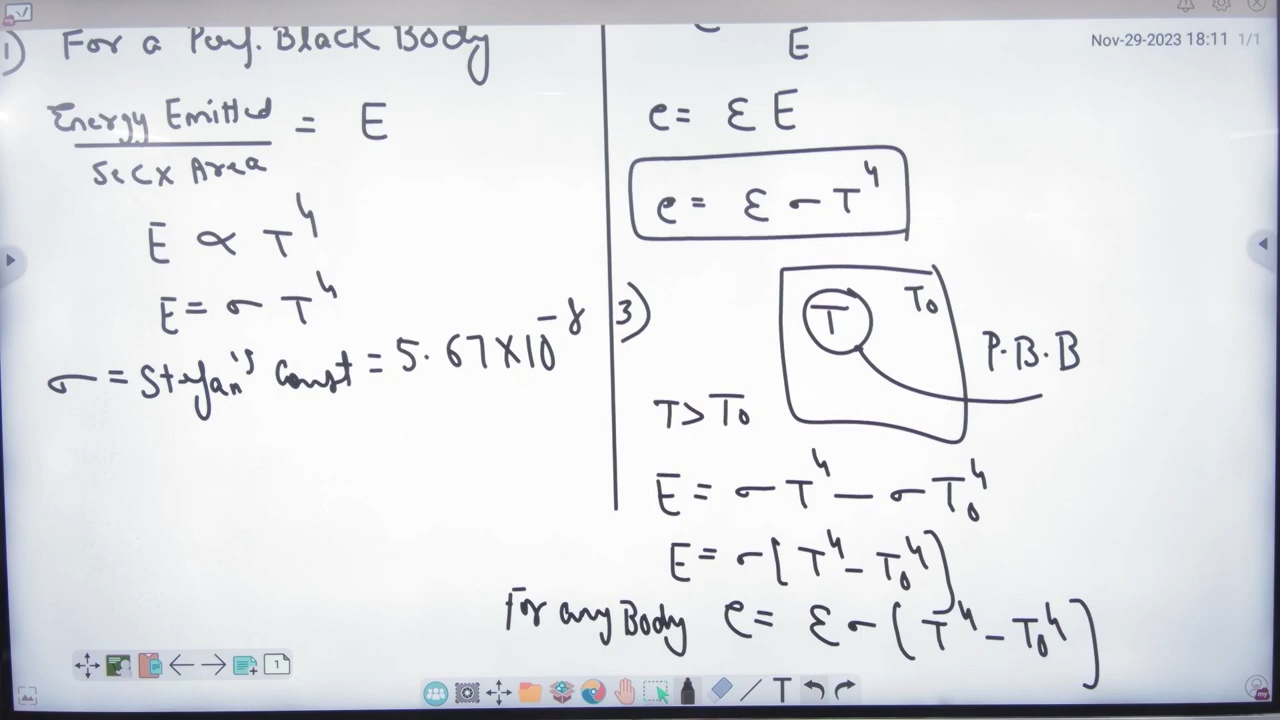 Nov-29-2023 18:11 1/1
1) For a Perf. Black Body
Energy Emitted / Sec x Area = E
E ∝ T⁴
E = σ T⁴
σ = Stefan's Const = 5.67 X 10⁻⁸
E
e = ε E
e = ε σ T⁴
3)
T
T₀
P.B.B
T > T₀
E = σ T⁴ − σ T₀⁴
E = σ [ T⁴ − T₀⁴ ]
For any Body e = ε σ ( T⁴ − T₀⁴ )
1
T